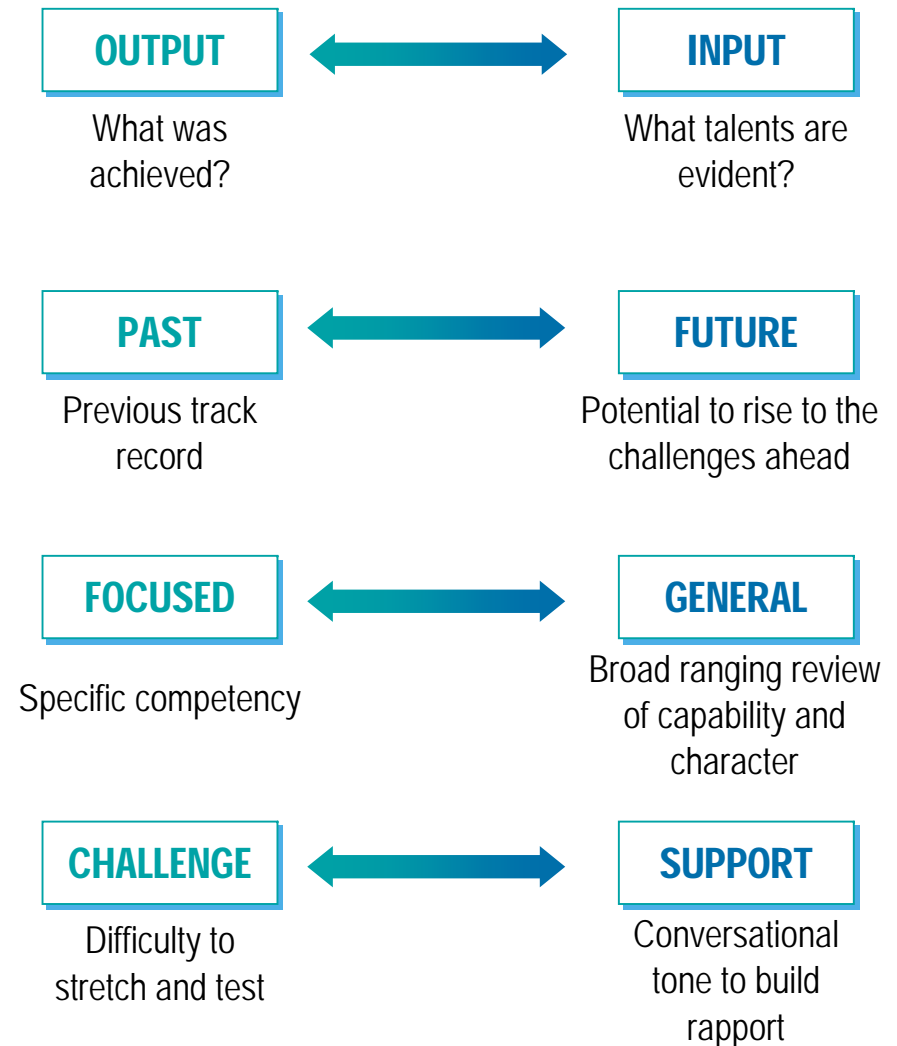 OUTPUT
INPUT
What was
achieved?
What talents are
evident?
PAST
FUTURE
Previous track
record
Potential to rise to the
challenges ahead
FOCUSED
GENERAL
Specific competency
Broad ranging review
of capability and
character
CHALLENGE
SUPPORT
Difficulty to
stretch and test
Conversational
tone to build
rapport